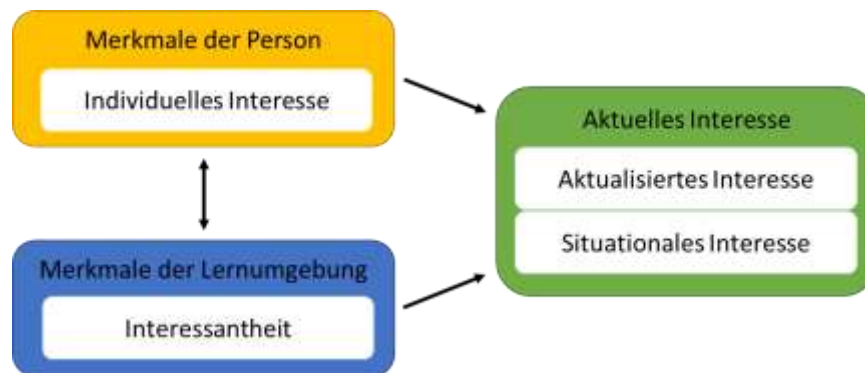 Merkmale der Person
Individuelles Interesse
Merkmale der Lernumgebung
Interessantheit
Aktuelles Interesse
Aktualisiertes Interesse
Situationales Interesse